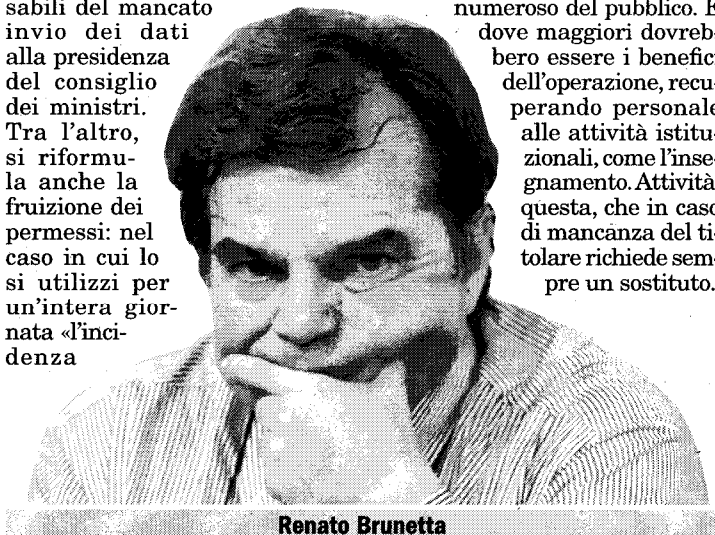 sabili del mancato
invio dei dati
alla presidenza
del consiglio
dei ministri.
Tra l'altro,
si riformu-
la anche la
fruizione dei
permessi: nel
caso in cui lo
si utilizzi per
un'intera gior-
nata «l'inci-
denza
numeroso del pubblico. E
dove maggiori dovreb-
bero essere i benefici
dell'operazione, recu-
perando personale
alle attività istitu-
zionali, come l'inse-
gnamento. Attività
questa, che in caso
di mancanza del ti-
tolare richiede sem-
pre un sostituto.
Renato Brunetta